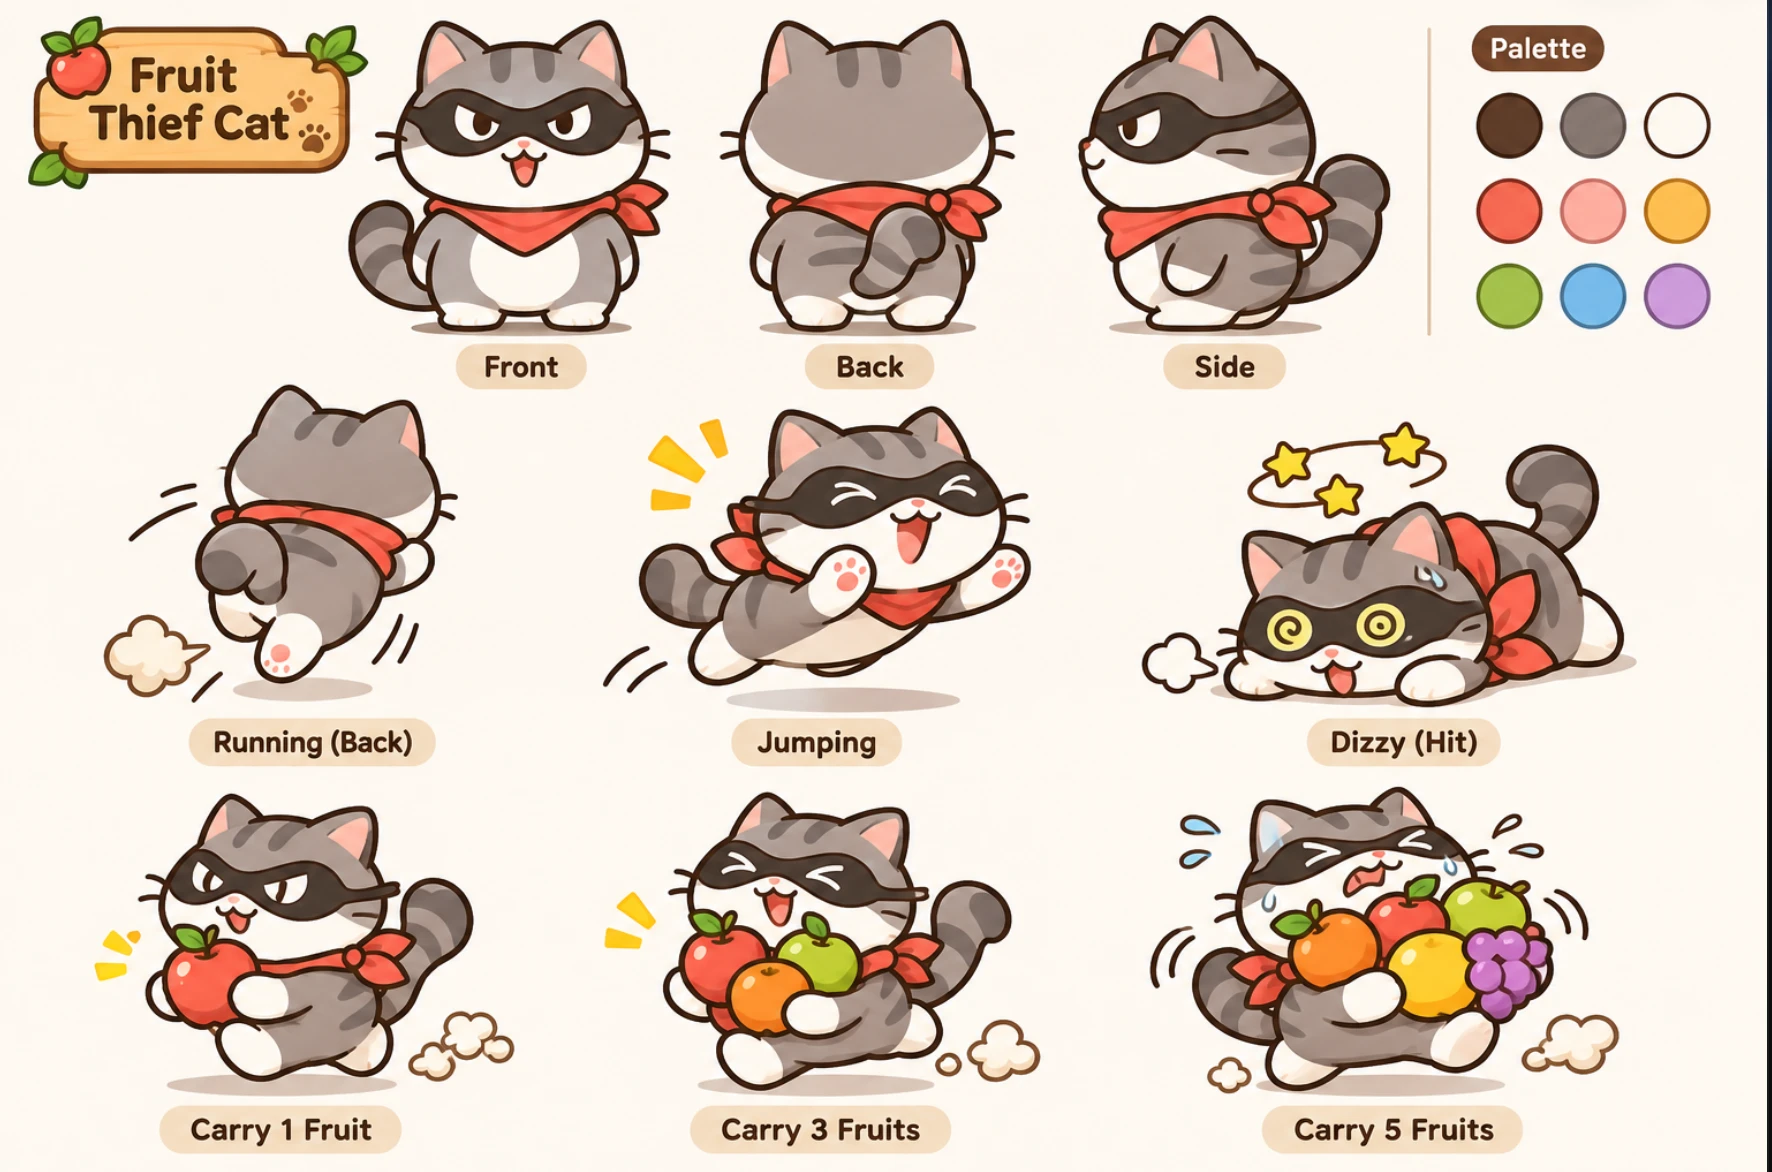 Fruit
Thief Cat
Palette
Front
Back
Side
Running (Back)
Jumping
Dizzy (Hit)
Carry 1 Fruit
Carry 3 Fruits
Carry 5 Fruits